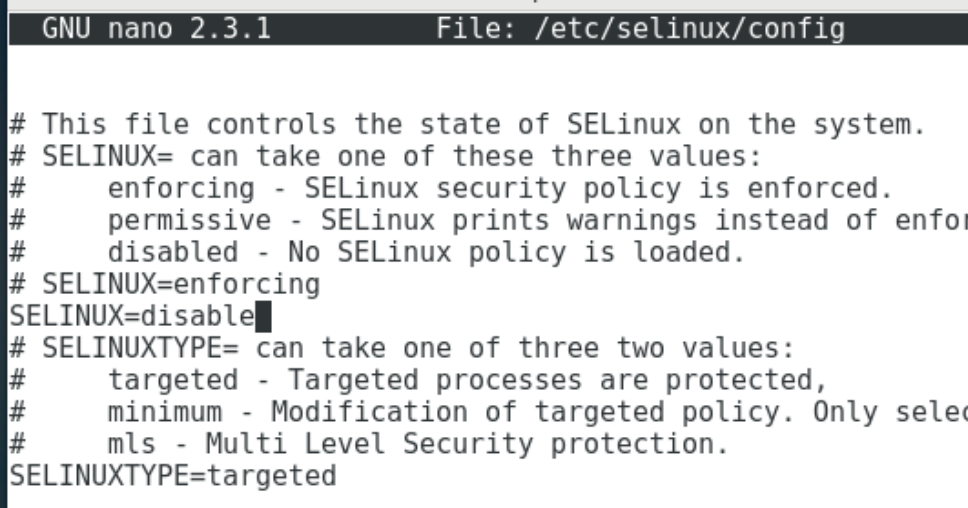 GNU nano 2.3.1 File: /etc/selinux/config
# This file controls the state of SELinux on the system.
# SELINUX= can take one of these three values:
#     enforcing - SELinux security policy is enforced.
#     permissive - SELinux prints warnings instead of
#     disabled - No SELinux policy is loaded.
# SELINUX=enforcing
SELINUX=disable
# SELINUXTYPE= can take one of three two values:
#     targeted - Targeted processes are protected,
#     minimum - Modification of targeted policy. Only
#     mls - Multi Level Security protection.
SELINUXTYPE=targeted